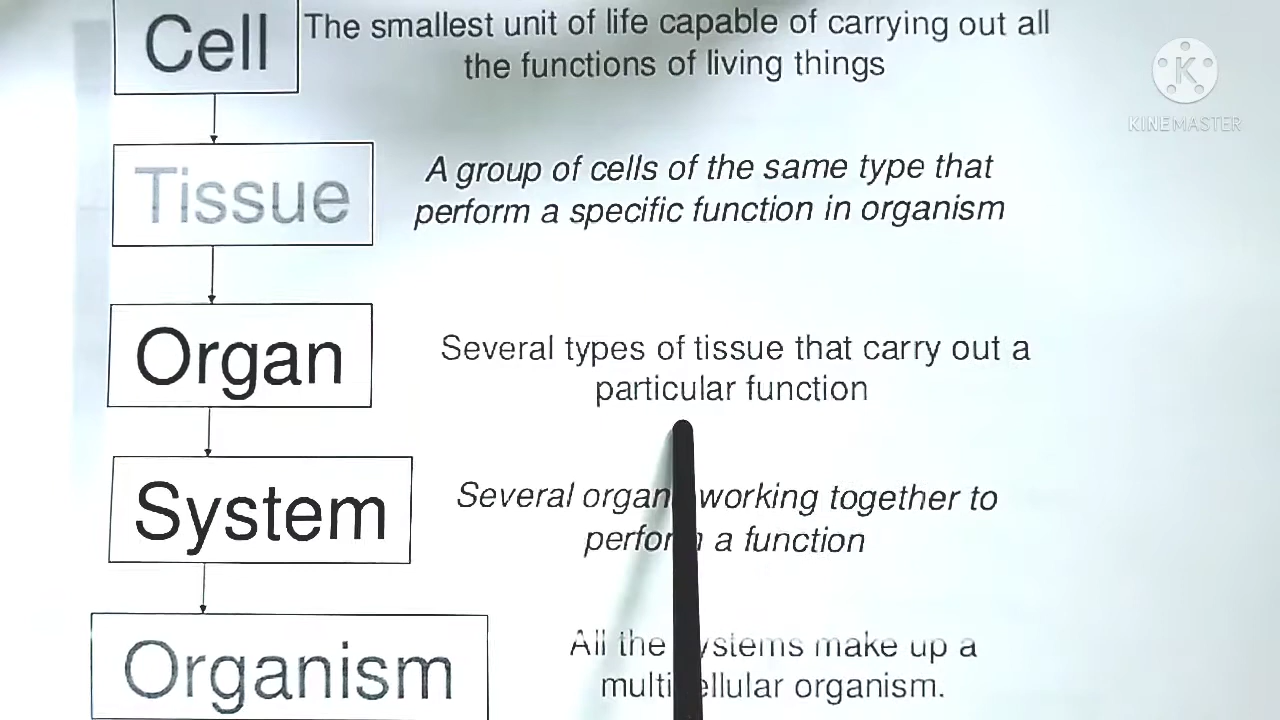 Cell
The smallest unit of life capable of carrying out all
the functions of living things
KINEMASTER
Tissue
A group of cells of the same type that
perform a specific function in organism
Organ
Several types of tissue that carry out a
particular function
System
Several organ working together to
a function
Organism
All the make up a
organism.